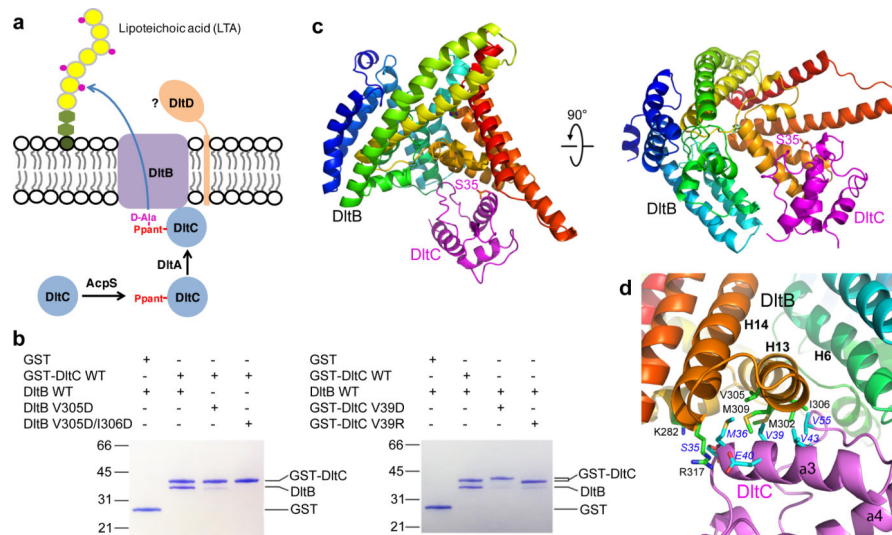 a
Lipoteichoic acid (LTA)
?
DltD
DltB
D-Ala
Ppant-
DltC
DltA
DltC
AcpS
Ppant-
DltC
b
GST
GST-DltC WT
DltB WT
DltB V305D
DltB V305D/I306D
+ − − −
− + + +
+ + − −
− − + −
− − − +
66
45
31
21
GST-DltC
DltB
GST
GST
GST-DltC WT
DltB WT
GST-DltC V39D
GST-DltC V39R
+ − − −
− + − −
+ + + +
− − + −
− − − +
66
45
31
21
GST-DltC
DltB
GST
c
DltB
S35
DltC
90°
DltB
S35
DltC
d
DltB
H14
H13
H6
V305
M309
I306
M302
V55
K282
M36
V39
V43
S35
E40
R317
a3
DltC
a4